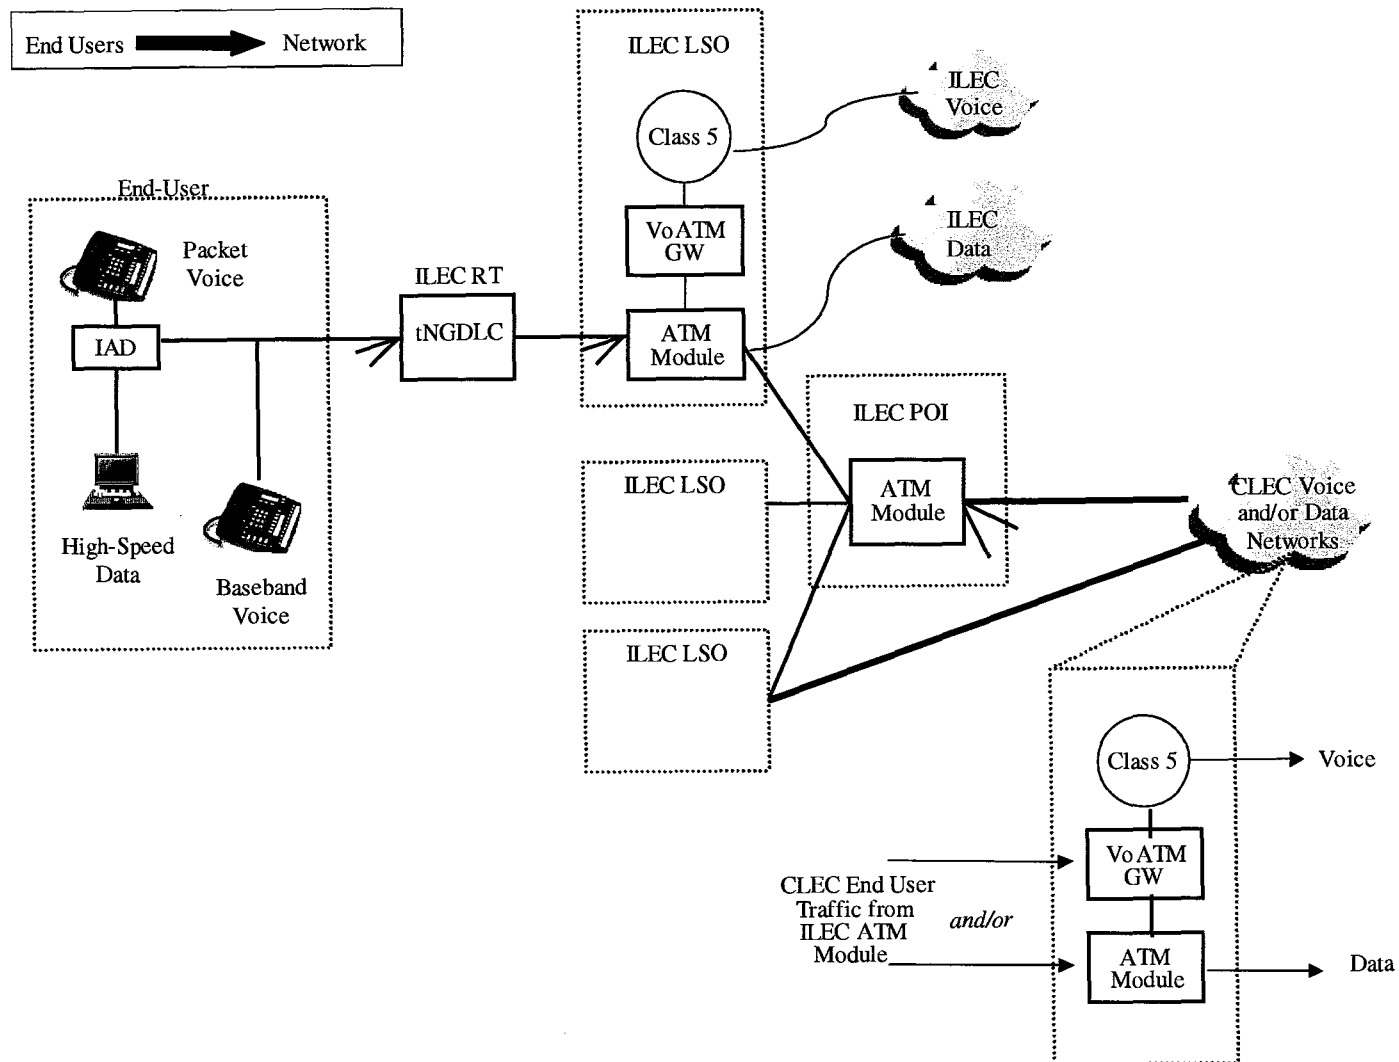 End Users
Network
ILEC LSO
Class 5
VoATM
GW
ATM
Module
ILEC
Voice
ILEC
Data
End-User
Packet
Voice
IAD
High-Speed
Data
Baseband
Voice
ILEC RT
tNGDLC
ILEC POI
ATM
Module
ILEC LSO
ILEC LSO
CLEC Voice
and/or Data
Networks
Class 5
Voice
VoATM
GW
CLEC End User
Traffic from
ILEC ATM
Module
and/or
ATM
Module
Data